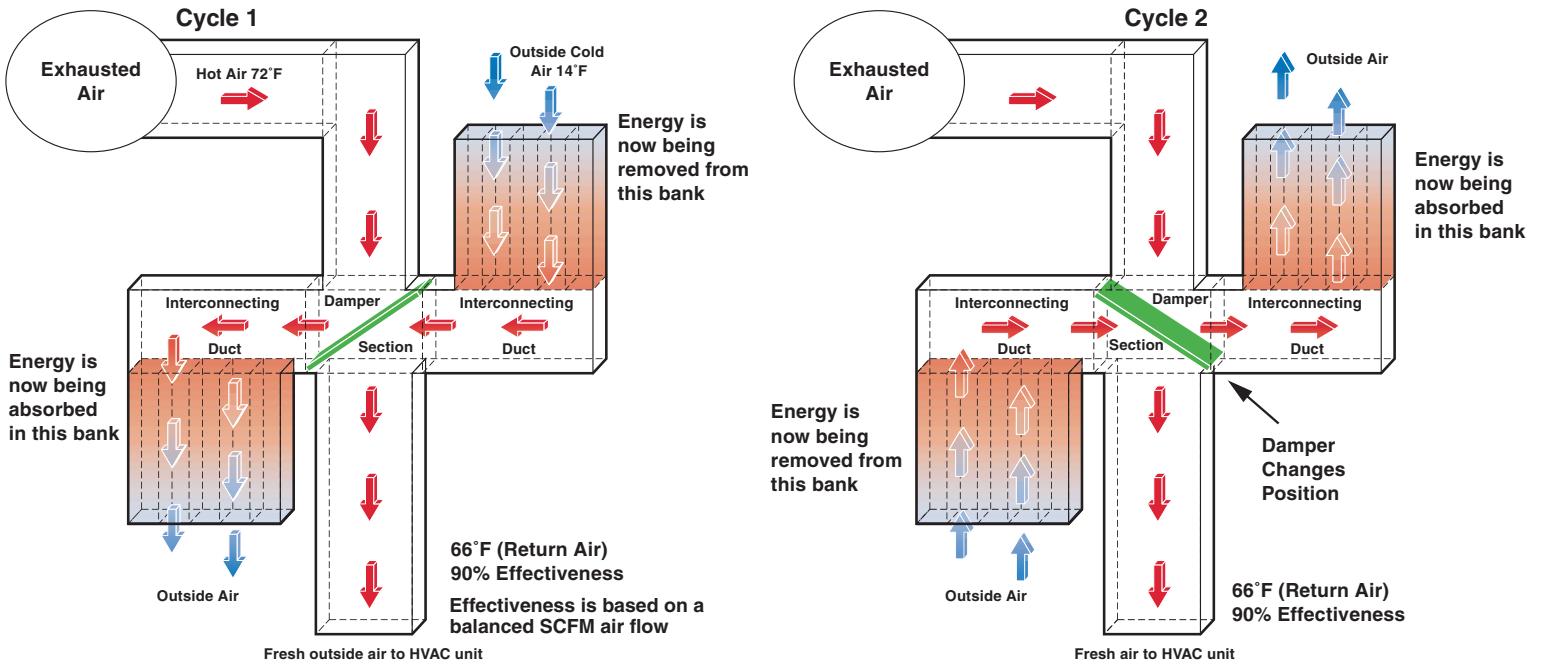 Cycle 1
Exhausted
Air
Hot Air 72˚F
Outside Cold
Air 14˚F
Energy is
now being
removed from
this bank
Interconnecting
Duct
Damper
Section
Interconnecting
Duct
Energy is
now being
absorbed
in this bank
Outside Air
66˚F (Return Air)
90% Effectiveness
Effectiveness is based on a
balanced SCFM air flow
Fresh outside air to HVAC unit
Cycle 2
Exhausted
Air
Outside Air
Energy is
now being
absorbed
in this bank
Interconnecting
Duct
Damper
Section
Interconnecting
Duct
Energy is
now being
removed from
this bank
Damper
Changes
Position
Outside Air
66˚F (Return Air)
90% Effectiveness
Fresh air to HVAC unit